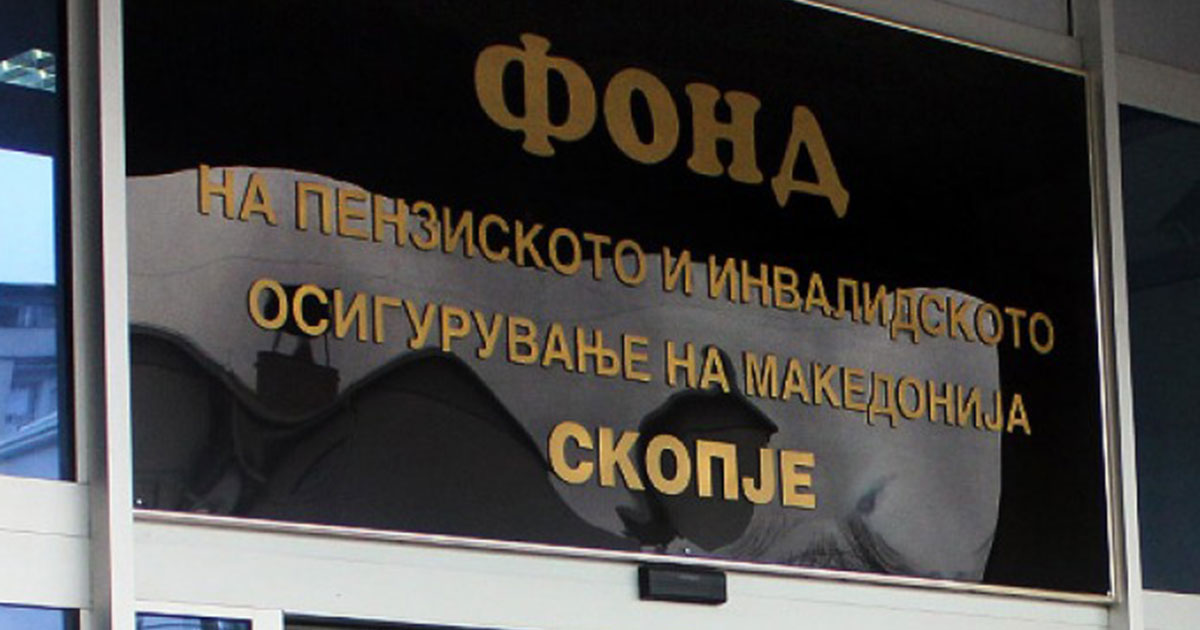 ФОНД
НА ПЕНЗИСКОТО И ИНВАЛИДСКОТО
ОСИГУРУВАЊЕ НА МАКЕДОНИЈА
СКОПЈЕ